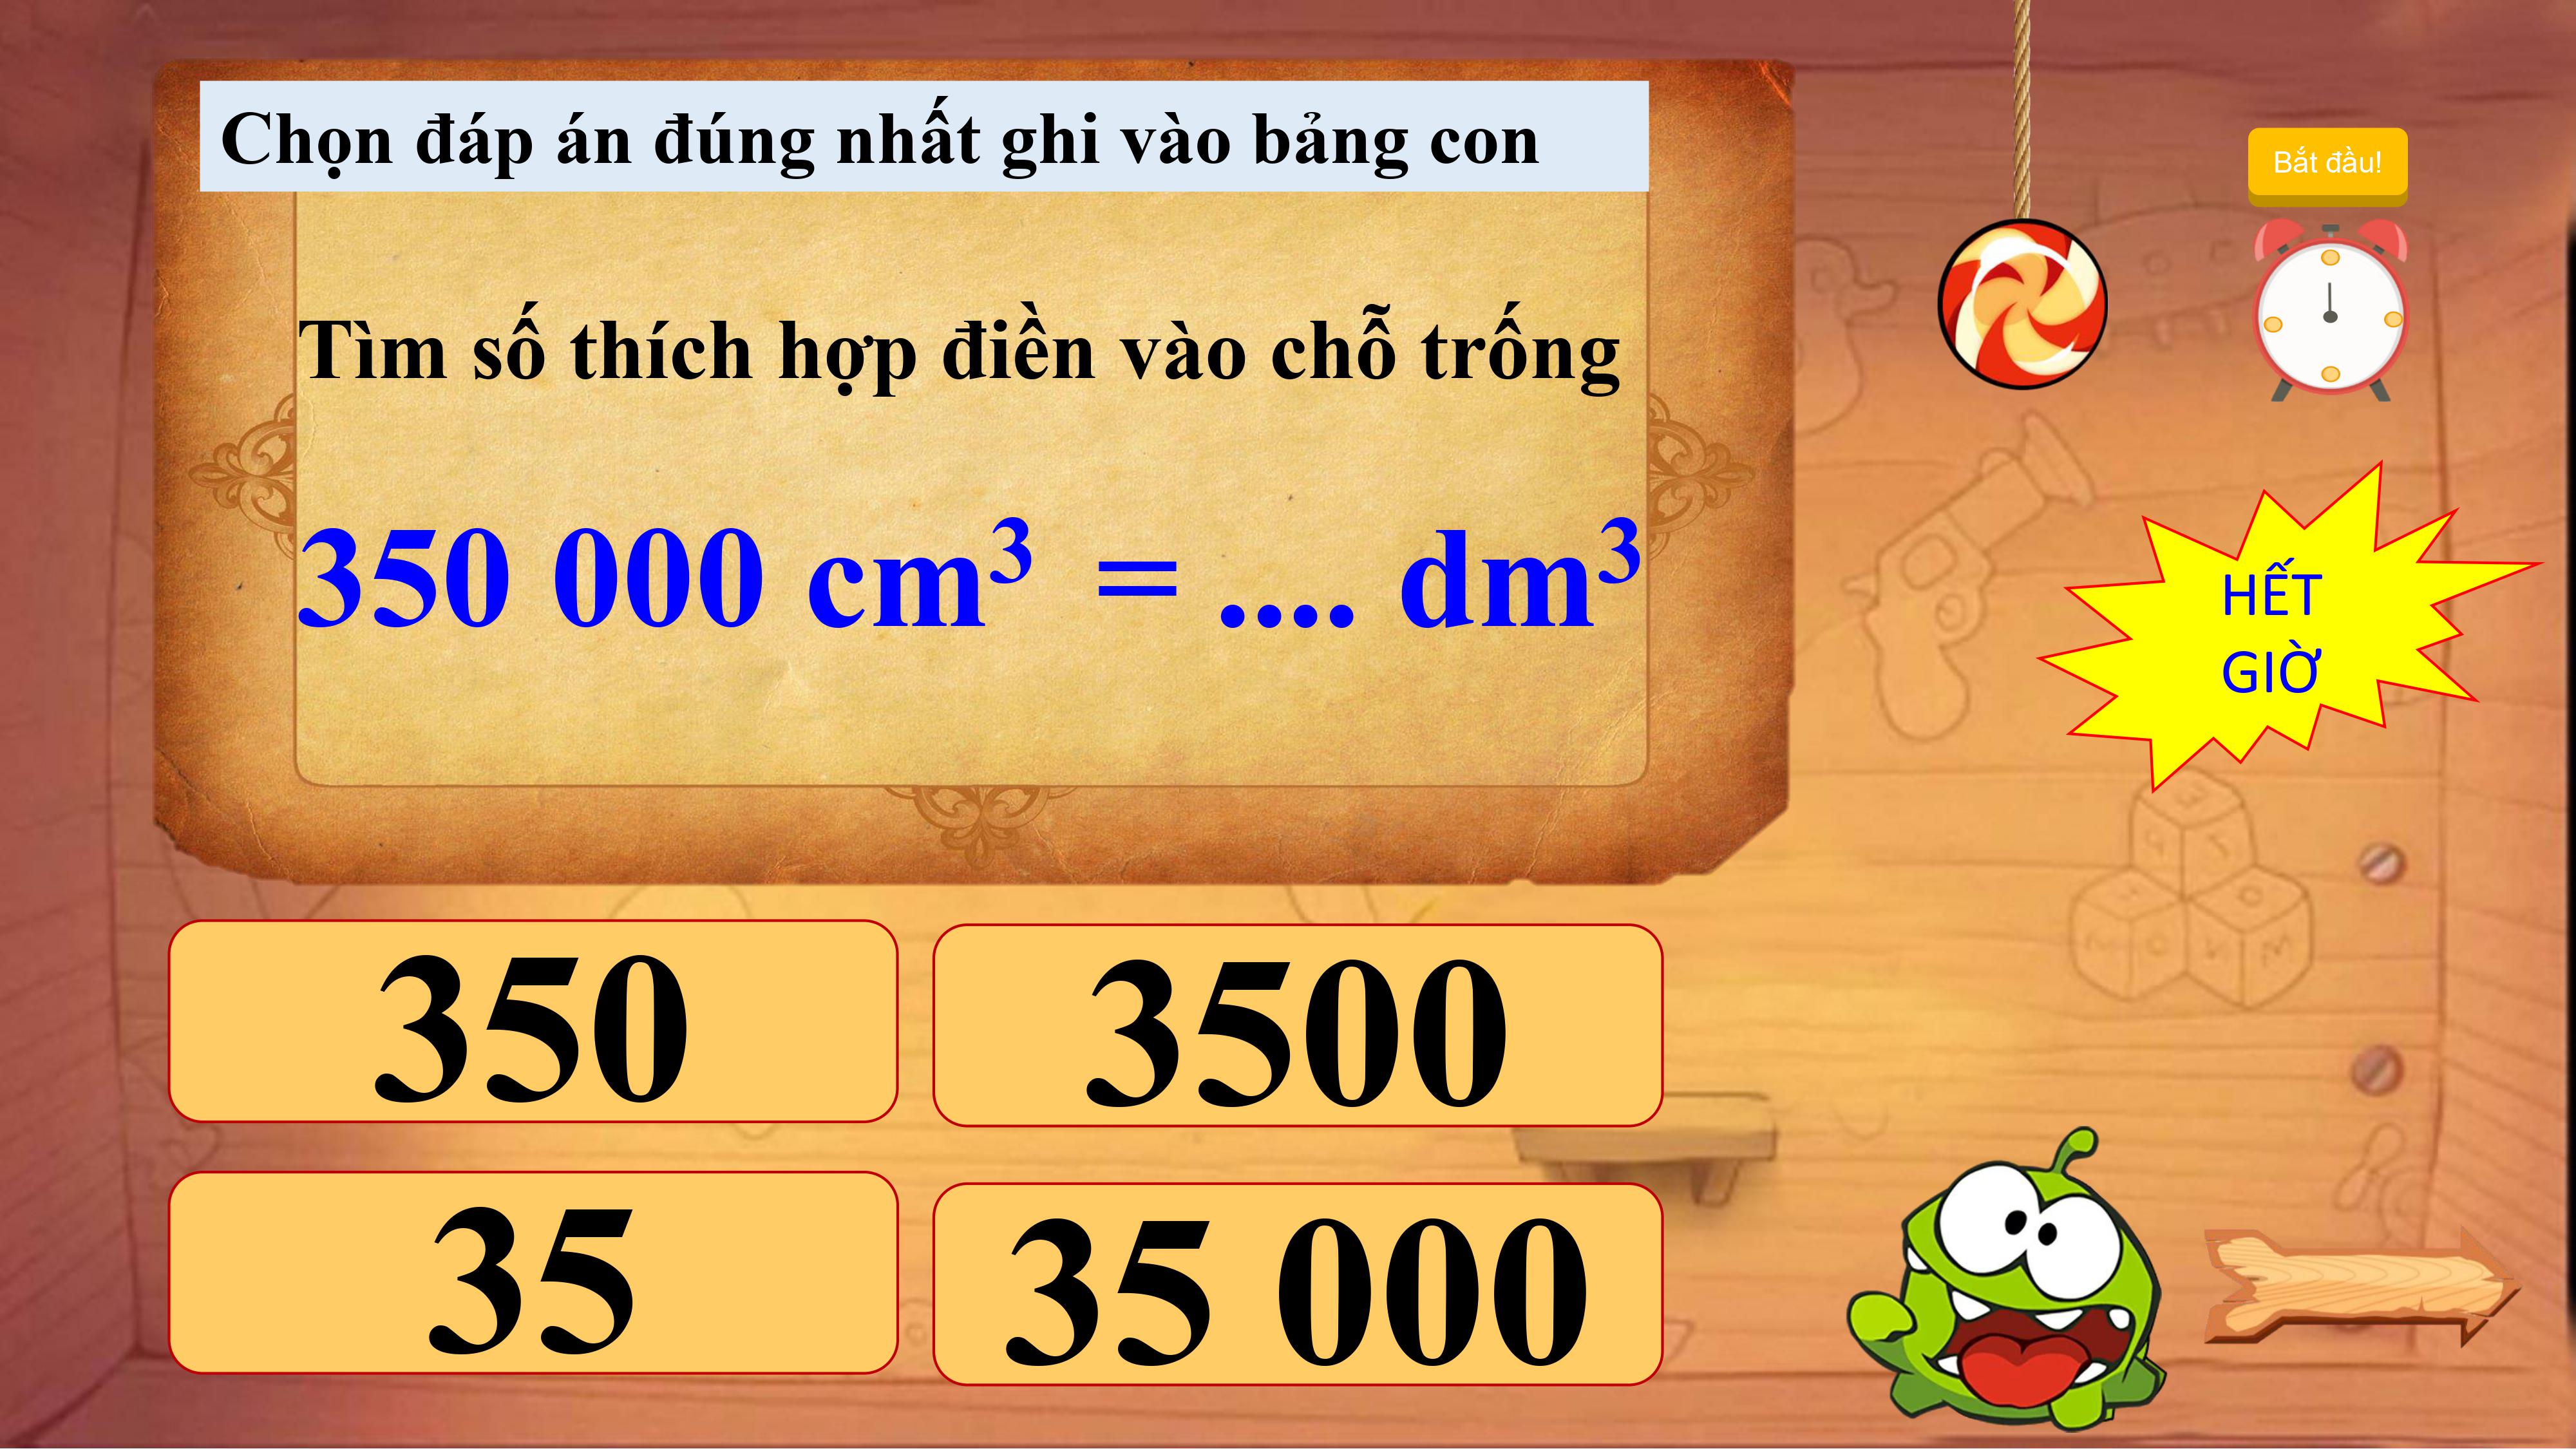 Chọn đáp án đúng nhất ghi vào bảng con
Bắt đầu!
Tìm số thích hợp điền vào chỗ trống
350 000 cm³ = .... dm³
HẾT
GIỜ
350
3500
35
35 000